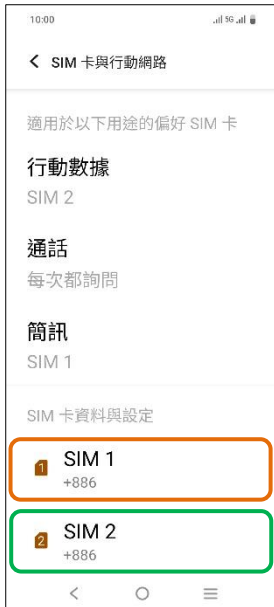 10:00
5G
SIM 卡與行動網路
適用於以下用途的偏好 SIM 卡
行動數據
SIM 2
通話
每次都詢問
簡訊
SIM 1
SIM 卡資料與設定
1
SIM 1
+886
2
SIM 2
+886